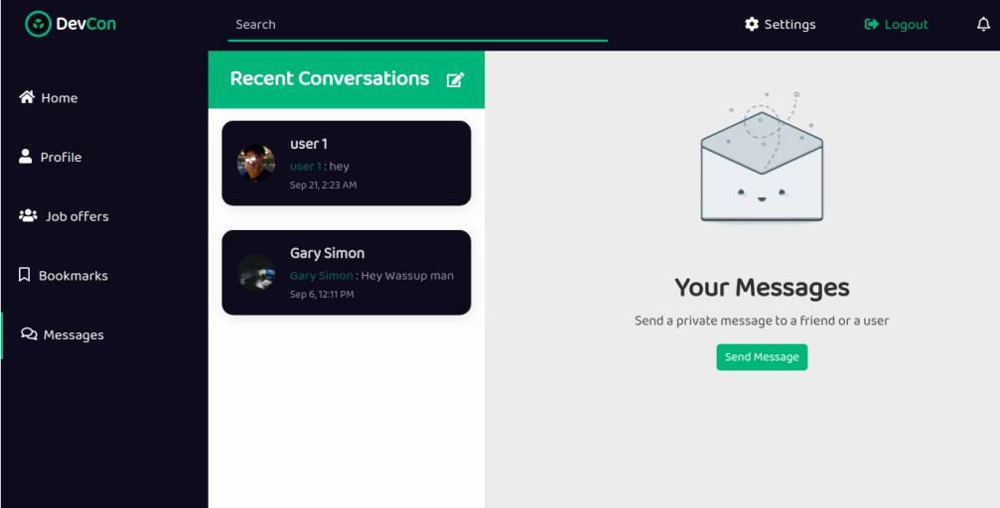 DevCon
Search
Settings
Logout
Home
Profile
Job offers
Bookmarks
Messages
Recent Conversations
user 1
user 1 : hey
Sep 21, 2:23 AM
Gary Simon
Gary Simon : Hey Wassup man
Sep 6, 12:11 PM
Your Messages
Send a private message to a friend or a user
Send Message